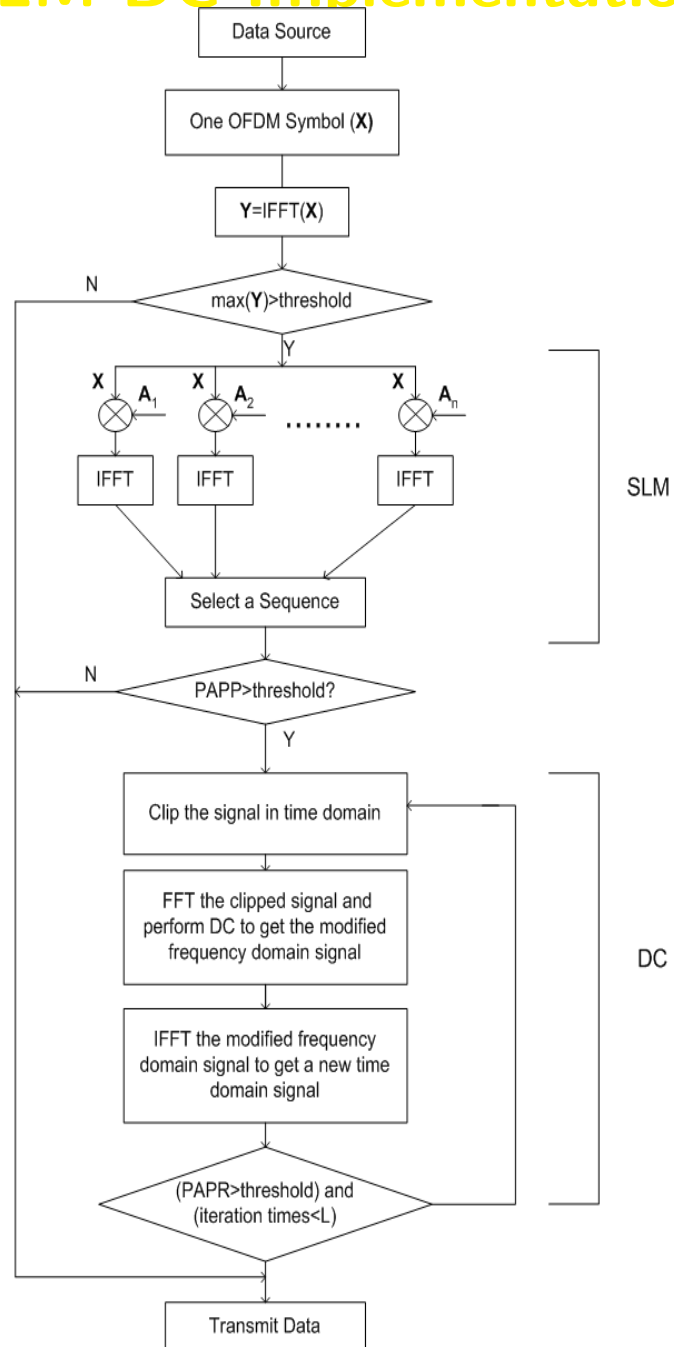 Data Source
One OFDM Symbol (X)
Y=IFFT(X)
N
max(Y)>threshold
Y
X A1 X A2 ........ X An
IFFT IFFT IFFT
SLM
Select a Sequence
N
PAPP>threshold?
Y
Clip the signal in time domain
FFT the clipped signal and
perform DC to get the modified
frequency domain signal
DC
IFFT the modified frequency
domain signal to get a new time
domain signal
(PAPR>threshold) and
(iteration times<L)
Transmit Data